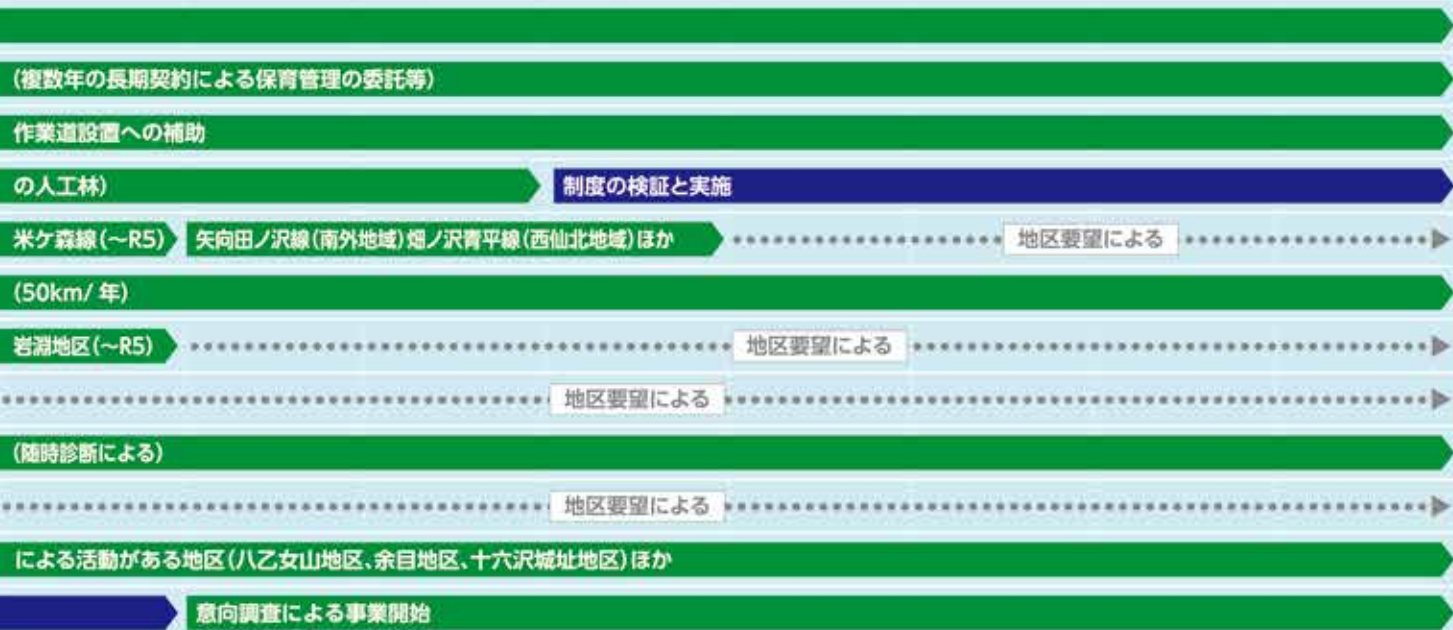 (複数年の長期契約による保育管理の委託等)
作業道設置への補助
の人工林)
制度の検証と実施
米ケ森線(～R5)
矢向田ノ沢線(南外地域)畑ノ沢青平線(西仙北地域)ほか
地区要望による
(50km/ 年)
岩淵地区(～R5)
地区要望による
地区要望による
(随時診断による)
地区要望による
による活動がある地区(八乙女山地区、余目地区、十六沢城址地区)ほか
意向調査による事業開始